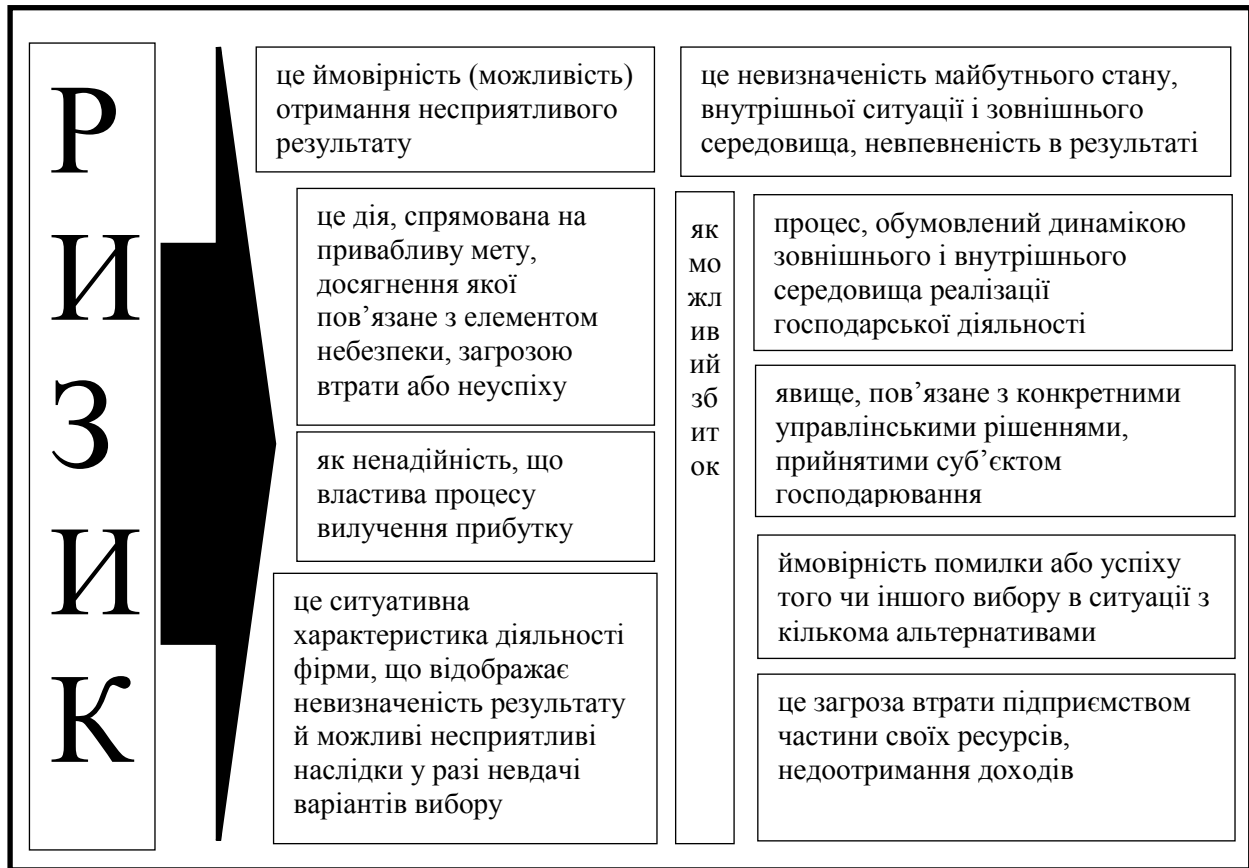 РИЗИК
це ймовірність (можливість)
отримання несприятливого
результату
це невизначеність майбутнього стану,
внутрішньої ситуації і зовнішнього
середовища, невпевненість в результаті
це дія, спрямована на
привабливу мету,
досягнення якої
пов’язане з елементом
небезпеки, загрозою
втрати або неуспіху
як ненадійність, що
властива процесу
вилучення прибутку
це ситуативна
характеристика діяльності
фірми, що відображає
невизначеність результату
й можливі несприятливі
наслідки у разі невдачі
варіантів вибору
як
мо
жл
ив
ий
зб
ит
ок
процес, обумовлений динамікою
зовнішнього і внутрішнього
середовища реалізації
господарської діяльності
явище, пов’язане з конкретними
управлінськими рішеннями,
прийнятими суб’єктом
господарювання
ймовірність помилки або успіху
того чи іншого вибору в ситуації з
кількома альтернативами
це загроза втрати підприємством
частини своїх ресурсів,
недоотримання доходів